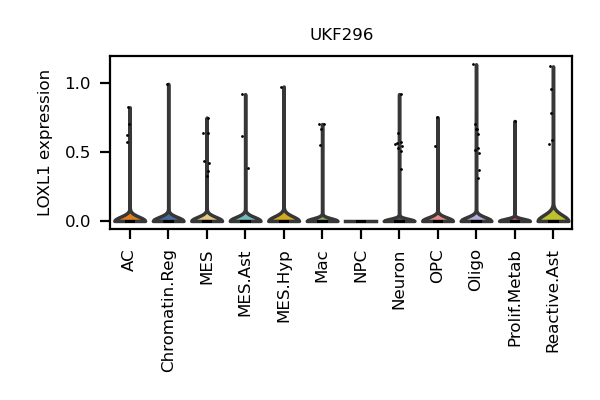 UKF296
LOXL1 expression
1.0
0.5
0.0
AC
Chromatin.Reg
MES
MES.Ast
MES.Hyp
Mac
NPC
Neuron
OPC
Oligo
Prolif.Metab
Reactive.Ast